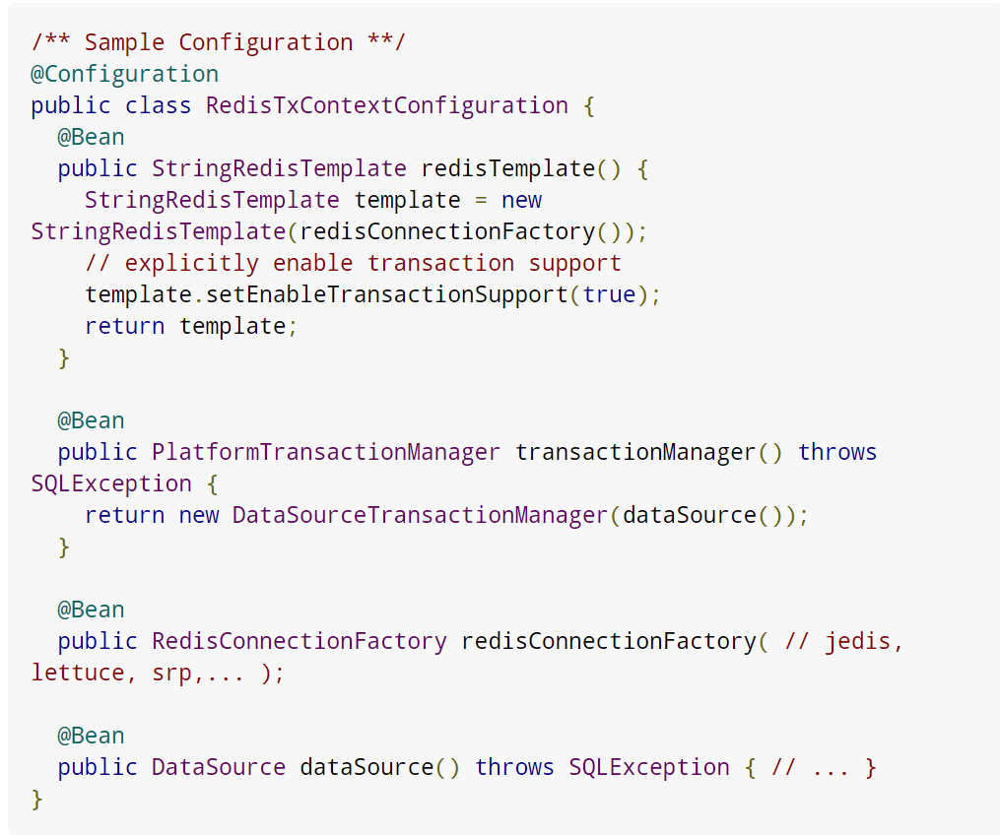 /** Sample Configuration **/
@Configuration
public class RedisTxContextConfiguration {
  @Bean
  public StringRedisTemplate redisTemplate() {
    StringRedisTemplate template = new
StringRedisTemplate(redisConnectionFactory());
    // explicitly enable transaction support
    template.setEnableTransactionSupport(true);
    return template;
  }

  @Bean
  public PlatformTransactionManager transactionManager() throws
SQLException {
    return new DataSourceTransactionManager(dataSource());
  }

  @Bean
  public RedisConnectionFactory redisConnectionFactory( // jedis,
lettuce, srp,... );

  @Bean
  public DataSource dataSource() throws SQLException { // ... }
}